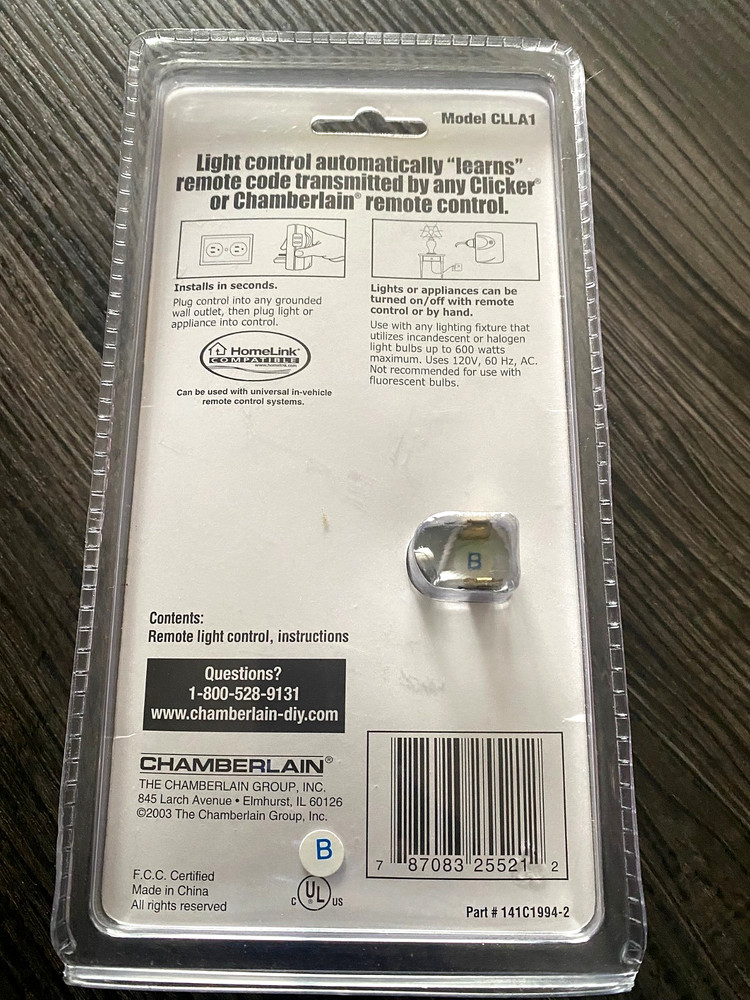 Model CLLA1
Light control automatically “learns”
remote code transmitted by any Clicker®
or Chamberlain® remote control.
Installs in seconds.
Plug control into any grounded
wall outlet, then plug light or
appliance into control.
HomeLink®
COMPATIBLE
www.homelink.com
Can be used with universal in-vehicle
remote control systems.
Lights or appliances can be
turned on/off with remote
control or by hand.
Use with any lighting fixture that
utilizes incandescent or halogen
light bulbs up to 600 watts
maximum. Uses 120V, 60 Hz, AC.
Not recommended for use with
fluorescent bulbs.
B
Contents:
Remote light control, instructions
Questions?
1-800-528-9131
www.chamberlain-diy.com
CHAMBERLAIN®
THE CHAMBERLAIN GROUP, INC.
845 Larch Avenue • Elmhurst, IL 60126
©2003 The Chamberlain Group, Inc.
B
F.C.C. Certified
Made in China
All rights reserved
C UL US
7 87083 25521 2
Part # 141C1994-2